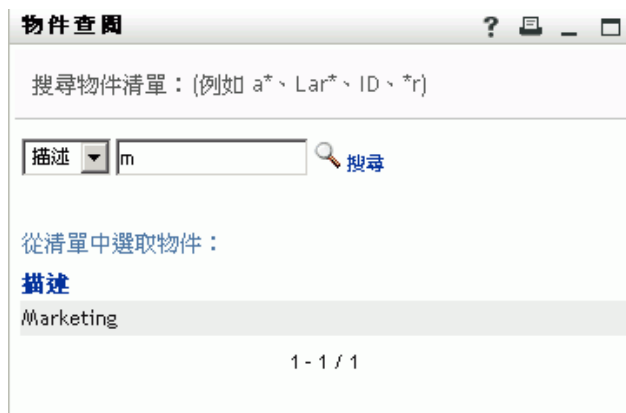 物件查閱
?
搜尋物件清單：(例如 a*、Lar*、ID、*r)
描述 m 搜尋
從清單中選取物件：
描述
Marketing
1 - 1 / 1